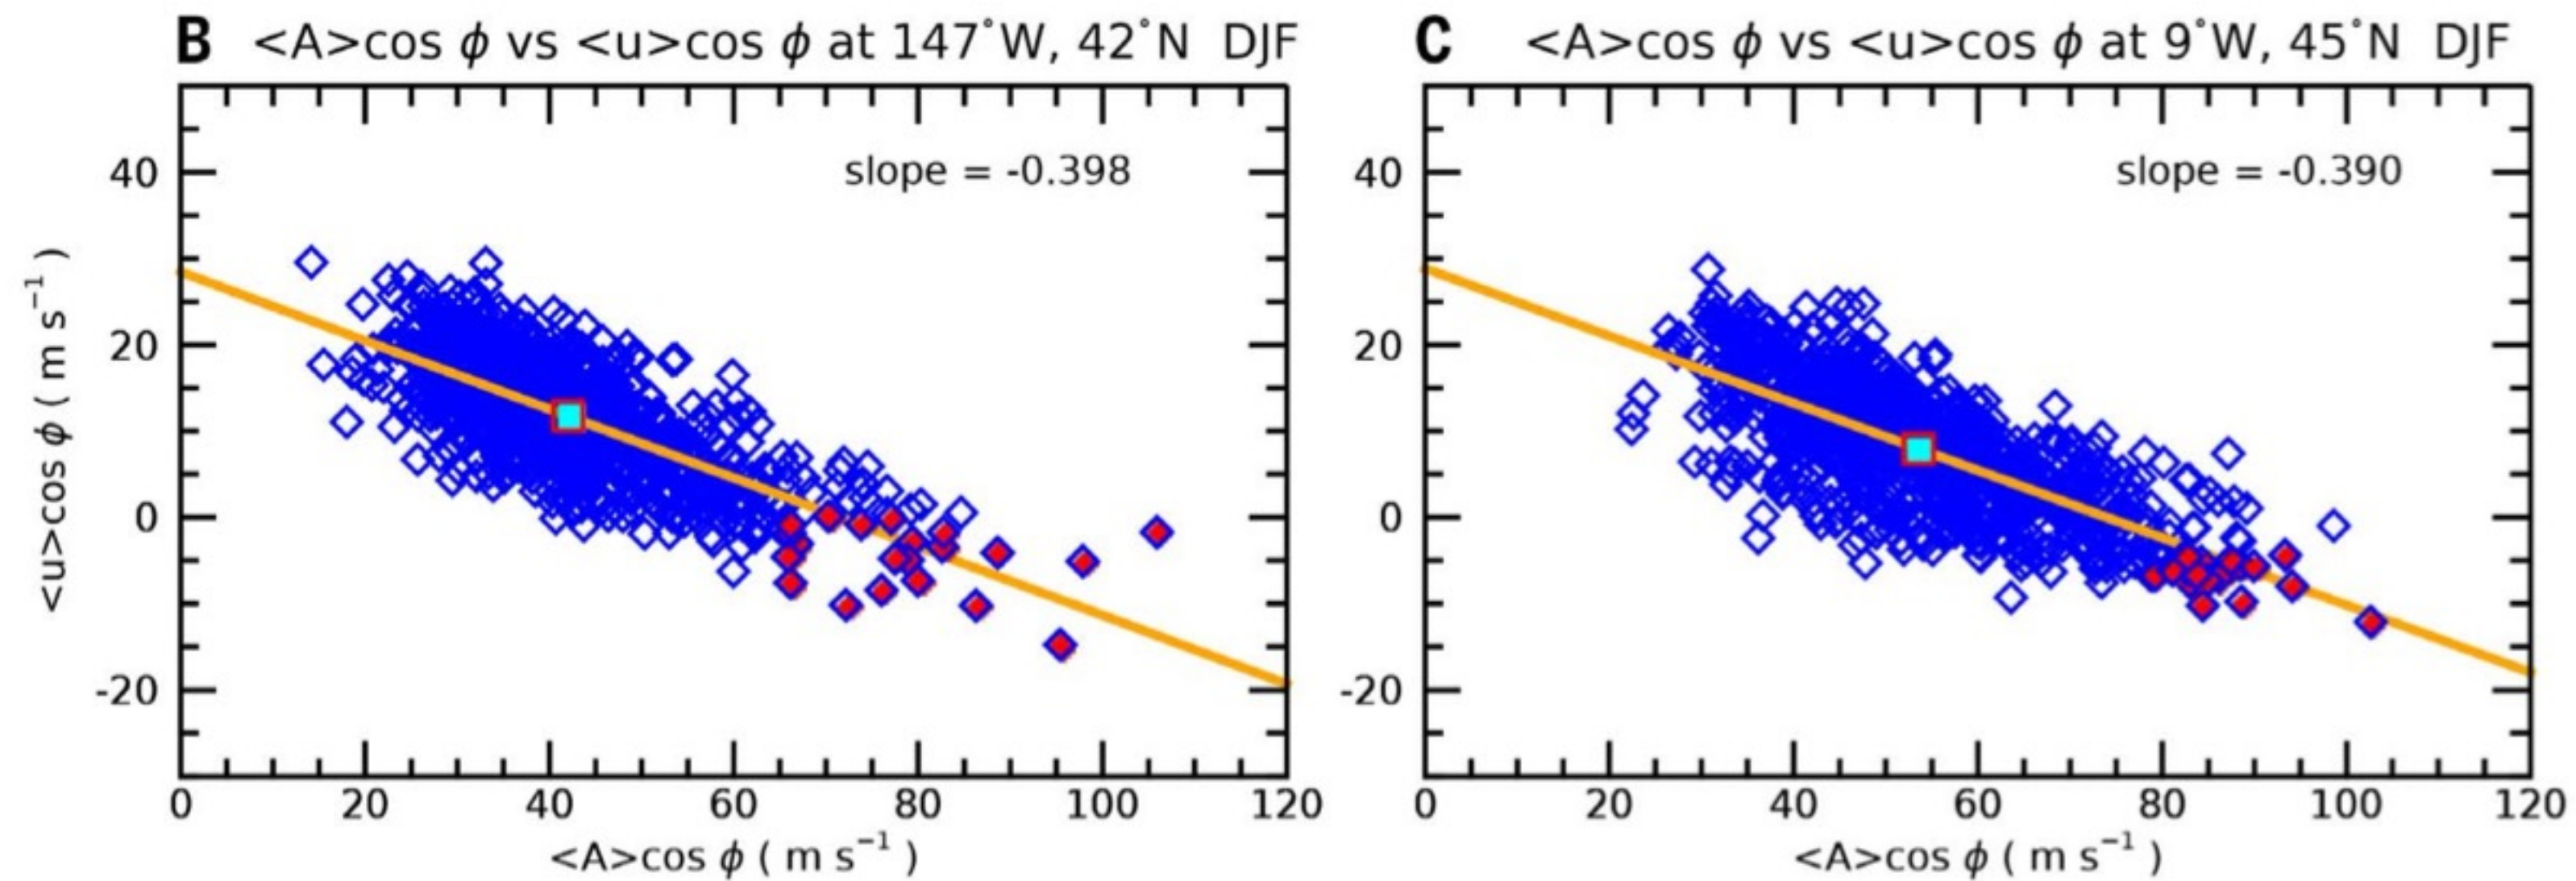 B <A>cos ϕ vs <u>cos ϕ at 147°W, 42°N DJF
slope = -0.398
40
20
0
-20
<u>cos ϕ ( m s⁻¹ )
0 20 40 60 80 100 120
<A>cos ϕ ( m s⁻¹ )
C <A>cos ϕ vs <u>cos ϕ at 9°W, 45°N DJF
slope = -0.390
40
20
0
-20
0 20 40 60 80 100 120
<A>cos ϕ ( m s⁻¹ )